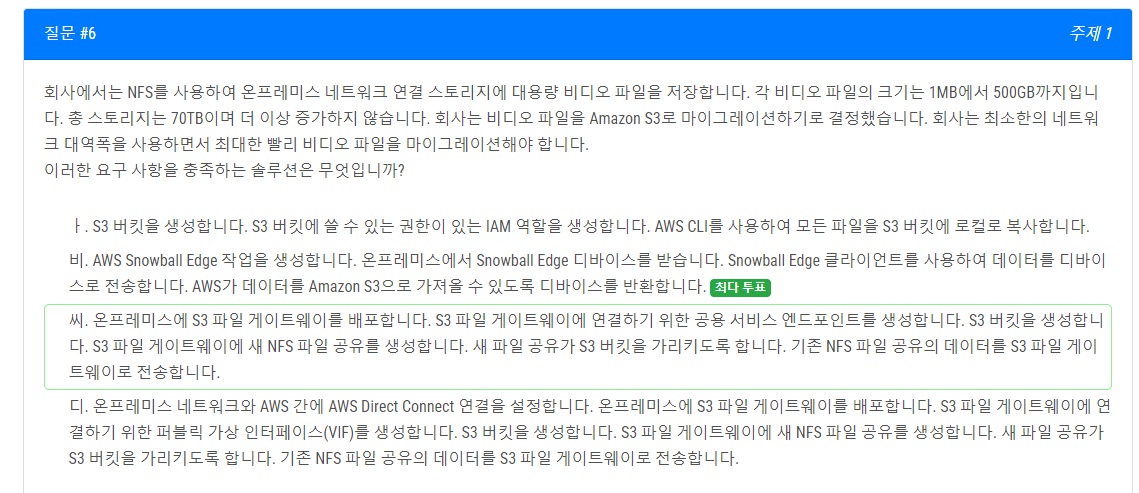 질문 #6
주제 1
회사에서는 NFS를 사용하여 온프레미스 네트워크 연결 스토리지에 대용량 비디오 파일을 저장합니다. 각 비디오 파일의 크기는 1MB에서 500GB까지입니
다. 총 스토리지는 70TB이며 더 이상 증가하지 않습니다. 회사는 비디오 파일을 Amazon S3로 마이그레이션하기로 결정했습니다. 회사는 최소한의 네트워
크 대역폭을 사용하면서 최대한 빨리 비디오 파일을 마이그레이션해야 합니다.
이러한 요구 사항을 충족하는 솔루션은 무엇입니까?
ㅏ. S3 버킷을 생성합니다. S3 버킷에 쓸 수 있는 권한이 있는 IAM 역할을 생성합니다. AWS CLI를 사용하여 모든 파일을 S3 버킷에 로컬로 복사합니다.
비. AWS Snowball Edge 작업을 생성합니다. 온프레미스에서 Snowball Edge 디바이스를 받습니다. Snowball Edge 클라이언트를 사용하여 데이터를 디바이
스로 전송합니다. AWS가 데이터를 Amazon S3으로 가져올 수 있도록 디바이스를 반환합니다. 최다 투표
씨. 온프레미스에 S3 파일 게이트웨이를 배포합니다. S3 파일 게이트웨이에 연결하기 위한 공용 서비스 엔드포인트를 생성합니다. S3 버킷을 생성합니
다. S3 파일 게이트웨이에 새 NFS 파일 공유를 생성합니다. 새 파일 공유가 S3 버킷을 가리키도록 합니다. 기존 NFS 파일 공유의 데이터를 S3 파일 게이
트웨이로 전송합니다.
디. 온프레미스 네트워크와 AWS 간에 AWS Direct Connect 연결을 설정합니다. 온프레미스에 S3 파일 게이트웨이를 배포합니다. S3 파일 게이트웨이에 연
결하기 위한 퍼블릭 가상 인터페이스(VIF)를 생성합니다. S3 버킷을 생성합니다. S3 파일 게이트웨이에 새 NFS 파일 공유를 생성합니다. 새 파일 공유가
S3 버킷을 가리키도록 합니다. 기존 NFS 파일 공유의 데이터를 S3 파일 게이트웨이로 전송합니다.